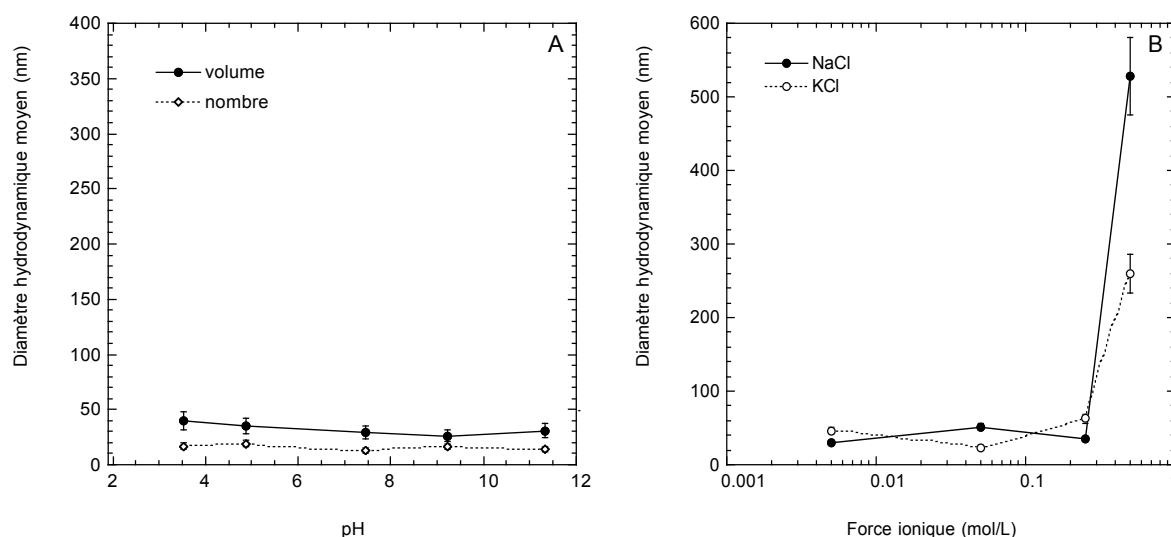 A
volume
nombre
Diamètre hydrodynamique moyen (nm)
400
350
300
250
200
150
100
50
0
2
4
6
8
10
12
pH
B
NaCl
KCl
Diamètre hydrodynamique moyen (nm)
600
500
400
300
200
100
0
0.001
0.01
0.1
Force ionique (mol/L)